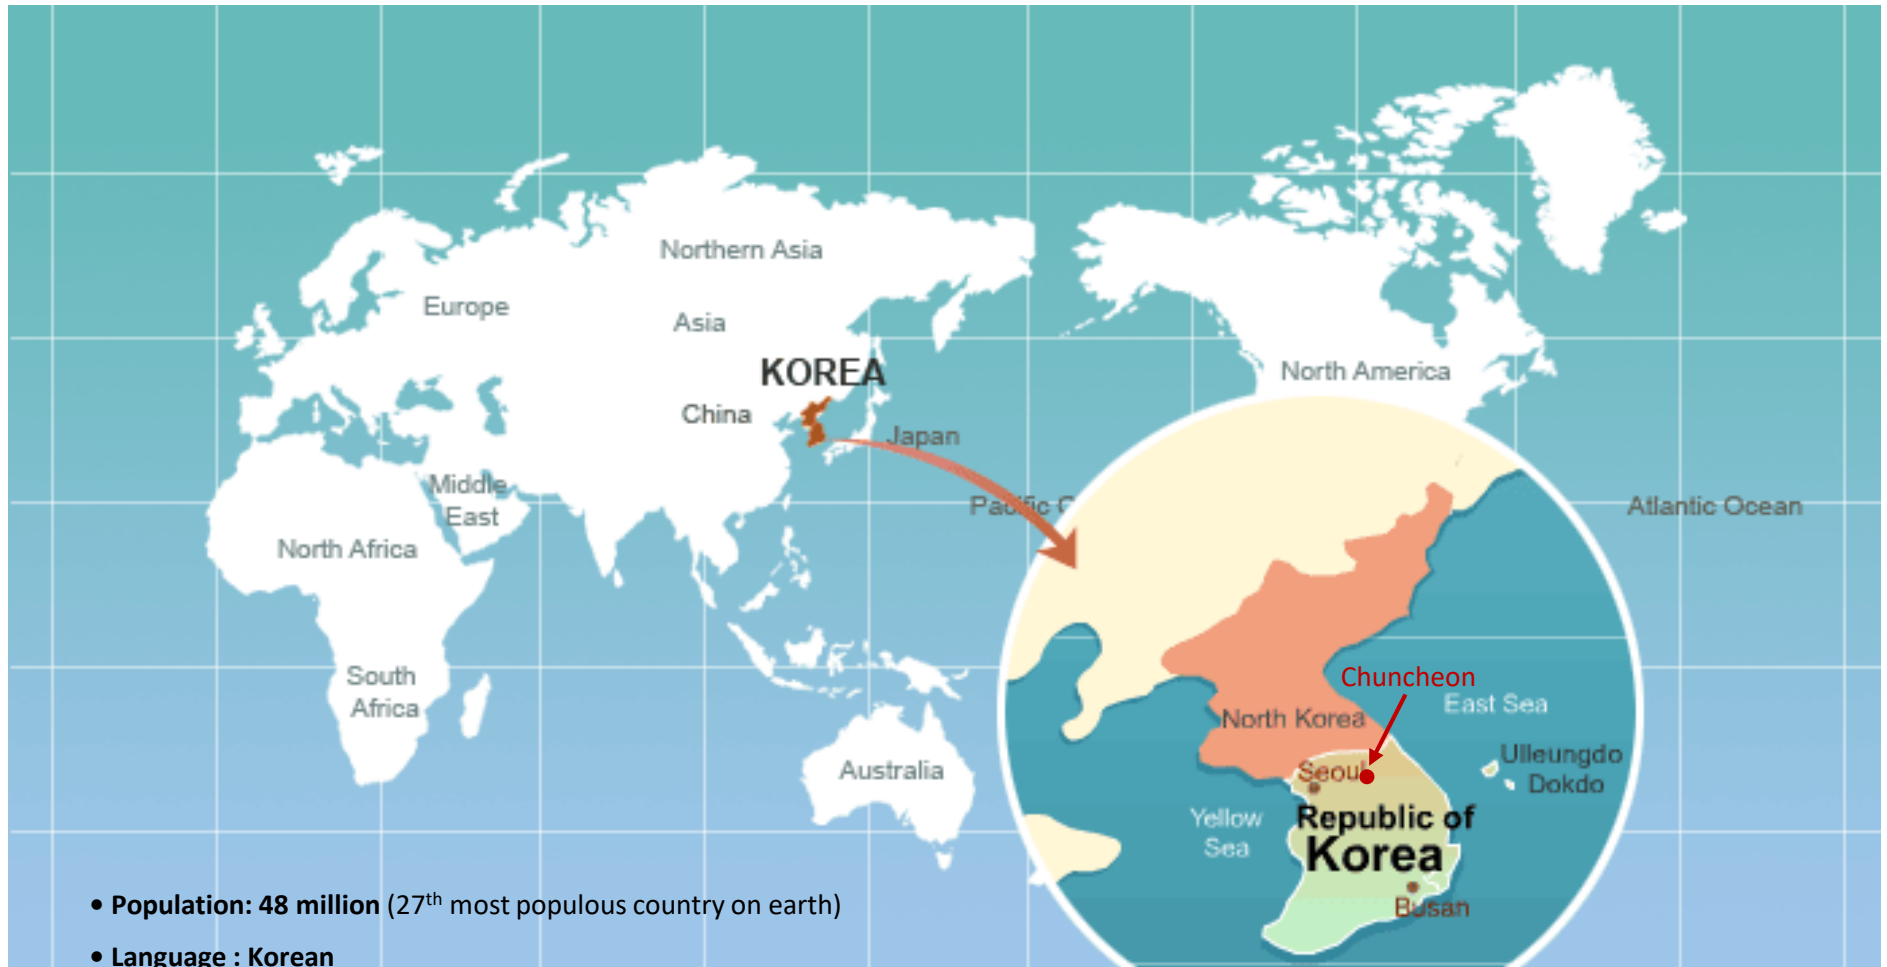 Northern Asia
Europe
Asia
KOREA
North America
China
Japan
Middle
East
Pacific
Atlantic Ocean
North Africa
South
Africa
Chuncheon
East Sea
North Korea
Ulleungdo
Dokdo
Australia
Seoul
Yellow
Sea
Republic of
Korea
Busan
• Population: 48 million (27th most populous country on earth)
• Language : Korean